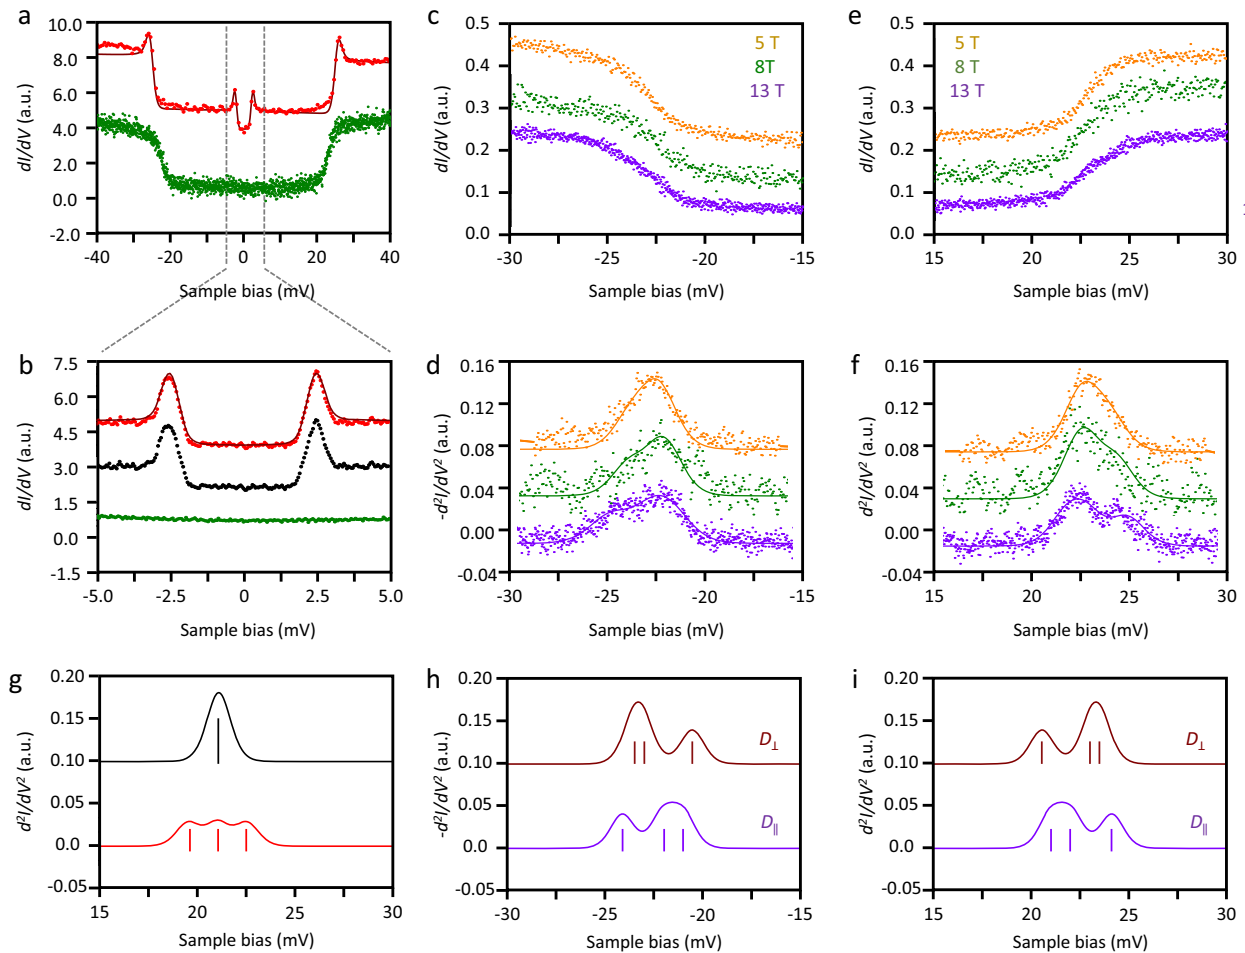 a
10.0
8.0
6.0
4.0
2.0
0.0
-2.0
dI/dV (a.u.)
-40 -20 0 20 40
Sample bias (mV)
c
0.5
0.4
0.3
0.2
0.1
0.0
dI/dV (a.u.)
5 T
8T
13 T
-30 -25 -20 -15
Sample bias (mV)
e
0.5
0.4
0.3
0.2
0.1
0.0
dI/dV (a.u.)
5 T
8 T
13 T
15 20 25 30
Sample bias (mV)
b
7.5
6.0
4.5
3.0
1.5
0.0
-1.5
dI/dV (a.u.)
-5.0 -2.5 0 2.5 5.0
Sample bias (mV)
d
0.16
0.12
0.08
0.04
0.00
-0.04
-d²I/dV² (a.u.)
-30 -25 -20 -15
Sample bias (mV)
f
0.16
0.12
0.08
0.04
0.00
-0.04
d²I/dV² (a.u.)
15 20 25 30
Sample bias (mV)
g
0.20
0.15
0.10
0.05
0.0
-0.05
d²I/dV² (a.u.)
15 20 25 30
Sample bias (mV)
h
0.20
0.15
0.10
0.05
0.0
-0.05
-d²I/dV² (a.u.)
D⊥
D∥
-30 -25 -20 -15
Sample bias (mV)
i
0.20
0.15
0.10
0.05
0.0
-0.05
d²I/dV² (a.u.)
D⊥
D∥
15 20 25 30
Sample bias (mV)